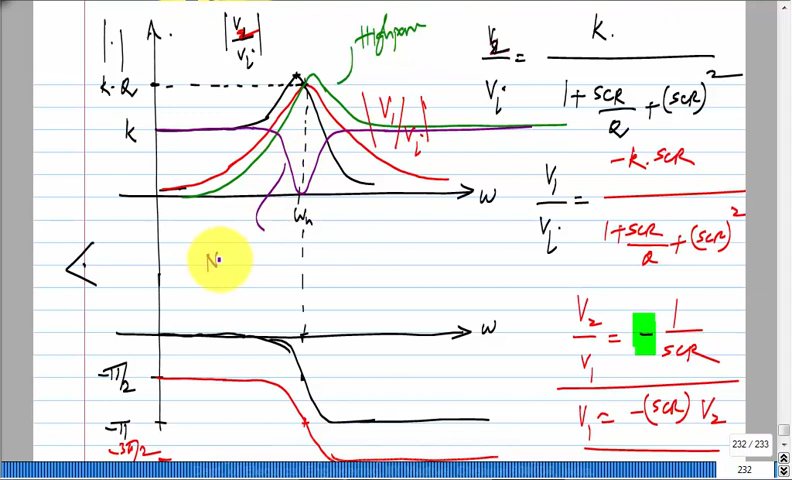 |·| A. |V2/Vi| Highpass
k.Q
k
|V1/Vi|
ωn ω
N
<
ω
-π/2
-π
-3π/2
V2/Vi = k. / 1 + SCR/Q + (SCR)^2
V1/Vi = -k.SCR / 1 + SCR/Q + (SCR)^2
V2/V1 = - 1/SCR
V1 = -(SCR) V2
232 / 233
232